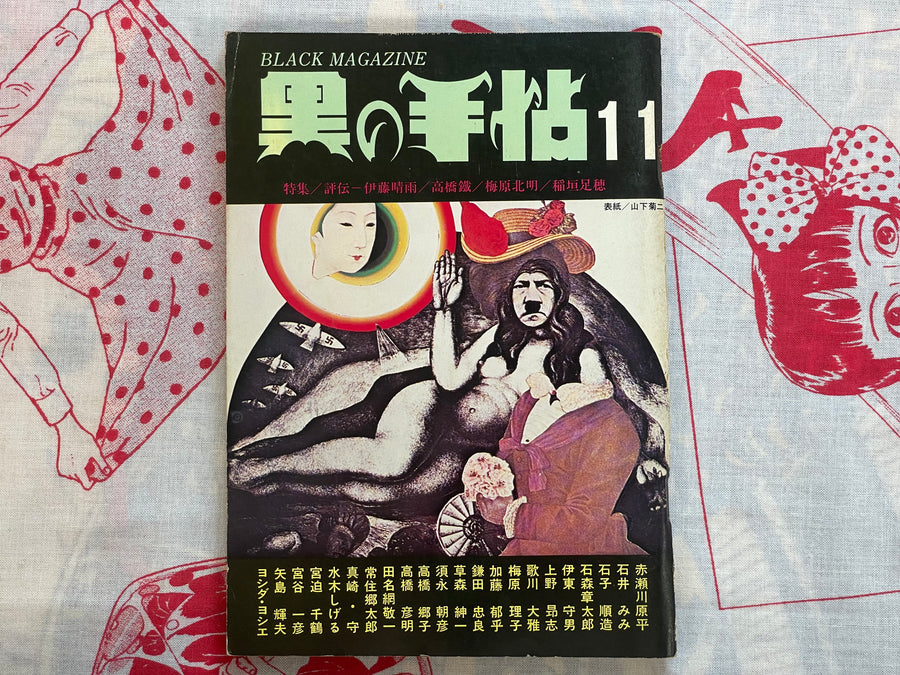 BLACK MAGAZINE
黒の手帖11
特集／評伝－伊藤晴雨／高橋鐵／梅原北明／稲垣足穂
表紙／山下菊二
赤瀬川原平
石井みみ
石子順造
石森章太郎
伊東守男
上野昻志
歌川大雅
梅原理子
加藤郁乎
鎌田忠良
草森紳一
須永朝彦
高橋郷子
高橋彦明
田名網敬一
常住郷太郎
真崎・守
水木しげる
宮迫千鶴
宮谷一彦
矢島輝夫
ヨシダ・ヨシエ